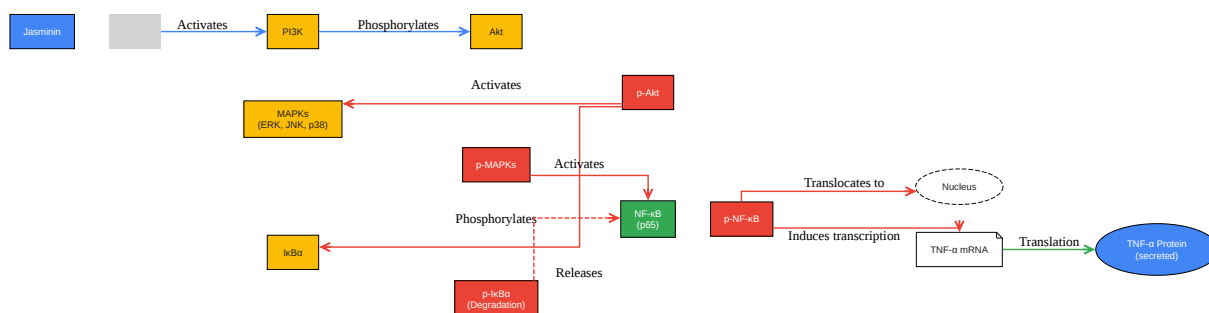 Jasminin
Activates
PI3K
Phosphorylates
Akt
Activates
p-Akt
MAPKs
(ERK, JNK, p38)
p-MAPKs
Activates
Translocates to
Nucleus
Phosphorylates
NF-κB
(p65)
p-NF-κB
Induces transcription
TNF-α mRNA
Translation
TNF-α Protein
(secreted)
IκBα
Releases
p-IκBα
(Degradation)